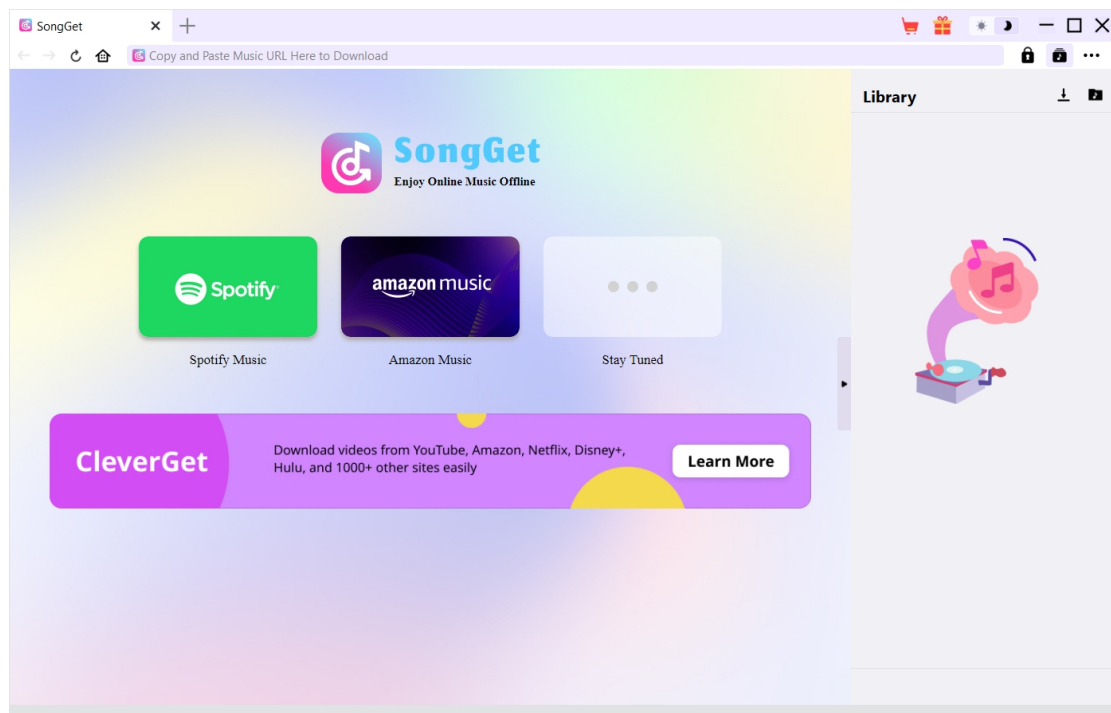 SongGet
Copy and Paste Music URL Here to Download
Library
SongGet
Enjoy Online Music Offline
Spotify
amazon music
Spotify Music
Amazon Music
Stay Tuned
CleverGet
Download videos from YouTube, Amazon, Netflix, Disney+,
Hulu, and 1000+ other sites easily
Learn More